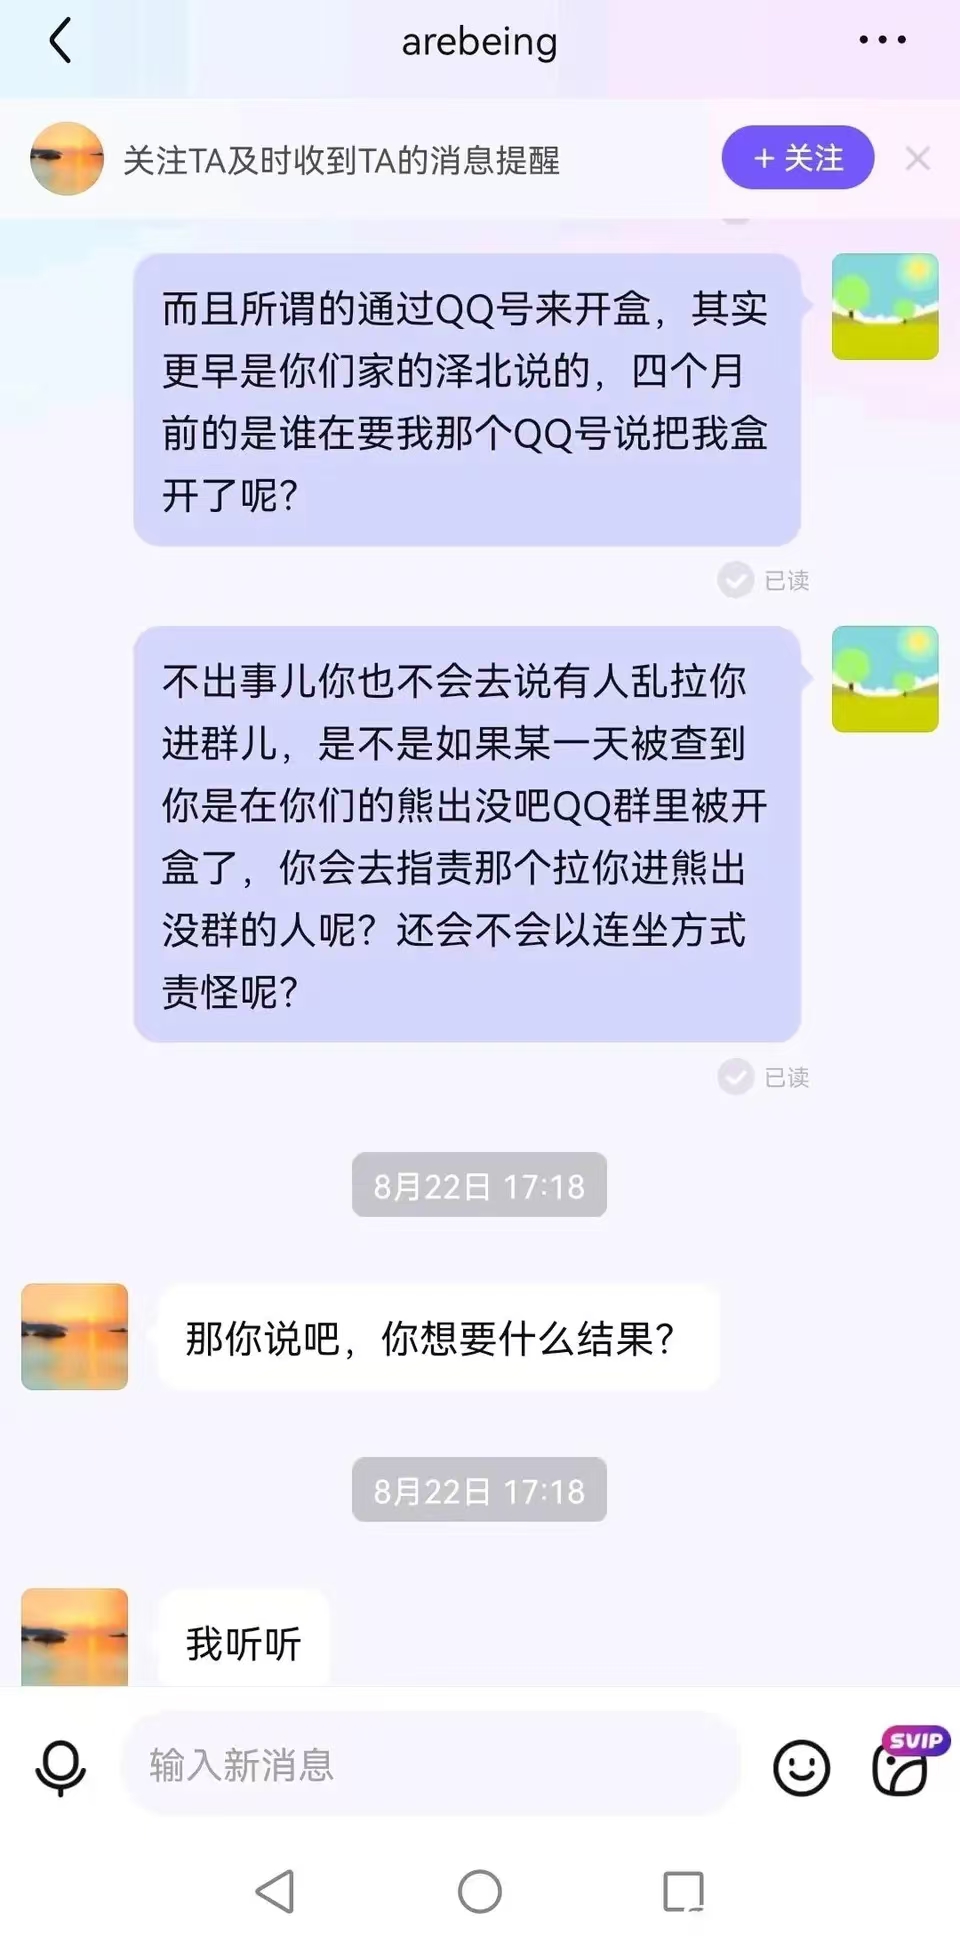 arebeing
关注TA及时收到TA的消息提醒
+ 关注
而且所谓的通过QQ号来开盒，其实
更早是你们家的泽北说的，四个月
前的是谁在要我那个QQ号说把我盒
开了呢？
已读
不出事儿你也不会去说有人乱拉你
进群儿，是不是如果某一天被查到
你是在你们的熊出没吧QQ群里被开
盒了，你会去指责那个拉你进熊出
没群的人呢？还会不会以连坐方式
责怪呢？
已读
8月22日 17:18
那你说吧，你想要什么结果？
8月22日 17:18
我听听
输入新消息
SVIP